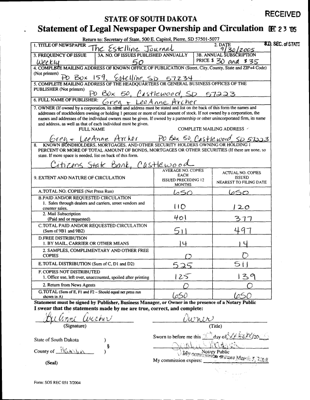 RECEIVED
STATE OF SOUTH DAKOTA
Statement of Legal Newspaper Ownership and Circulation DEC 23 '05
Return to: Secretary of State, 500 E. Capitol, Pierre, SD 57501-5077
S.D. SEC. of STATE
1. TITLE OF NEWSPAPER The Estelline Journal
2. DATE 9/30/2005
3. FREQUENCY OF ISSUE Weekly
3A. NO. OF ISSUES PUBLISHED ANNUALLY 50
3B. ANNUAL SUBSCRIPTION PRICE $ 30 and $35
4. COMPLETE MAILING ADDRESS OF KNOWN OFFICE OF PUBLICATION (Street, City, County, State and ZIP+4 Code)
(Not printers)
PO Box 159, Estelline SD 57234
5. COMPLETE MAILING ADDRESS OF THE HEADQUARTERS OR GENERAL BUSINESS OFFICES OF THE
PUBLISHER (Not printers)
PO Box 50, Castlewood, SD 57223
6. FULL NAME OF PUBLISHER:
Greg + LeeAnne Archer
7. OWNER (If owned by a corporation, its name and address must be stated and also on the back of this form the names and
addresses of stockholders owning or holding 1 percent or more of total amount of stock. If not owned by a corporation, the
names and addresses of the individual owners must be given. If owned by a partnership or other unincorporated firm, its name
and address, as well as that of each individual must be given.
FULL NAME
COMPLETE MAILING ADDRESS
Greg + LeeAnne Archer
PO Box 50 Castlewood SD 57223
8. KNOWN BONDHOLDERS, MORTGAGES, AND OTHER SECURITY HOLDERS OWNING OR HOLDING 1
PERCENT OR MORE OF TOTAL AMOUNT OF BONDS, MORTGAGES OR OTHER SECURITIES (If there are none, so
state. If more space is needed, list on back of this form.
Citizens State Bank, Castlewood
5. EXTENT AND NATURE OF CIRCULATION
AVERAGE NO. COPIES EACH ISSUED PRECEDING 12 MONTHS
ACTUAL NO. COPIES ISSUED NEAREST TO FILING DATE
A. TOTAL NO. COPIES (Net Press Run) 650 650
B. PAID AND/OR REQUESTED CIRCULATION
1. Sales through dealers and carriers, street vendors and counter sales. 110 120
2. Mail Subscription
(Paid and or requested) 401 377
C. TOTAL PAID AND/OR REQUESTED CIRCULATION
(Sum of 9B1 and 9B2) 511 497
D. FREE DISTRIBUTION
1. BY MAIL, CARRIER OR OTHER MEANS 14 14
2. SAMPLES, COMPLIMENTARY AND OTHER FREE COPIES 0 0
E. TOTAL DISTRIBUTION (Sum of C, D1 and D2) 525 511
F. COPIES NOT DISTRIBUTED
1. Office use, left over, unaccounted, spoiled after printing 125 139
2. Return from News Agents 0 0
G. TOTAL (Sum of E, F1 and F2 - Should equal net press run shown in A) 650 650
Statement must be signed by Publisher, Business Manager, or Owner in the presence of a Notary Public
I swear that the statements made by me are true, correct, and complete:
LeeAnne Archer
Owner
(Signature)
(Title)
State of South Dakota )
Sworn to before me this
County of Hamlin )
Notary Public
(Seal)
My commission expires:
Form: SOS REC 051 7/2004